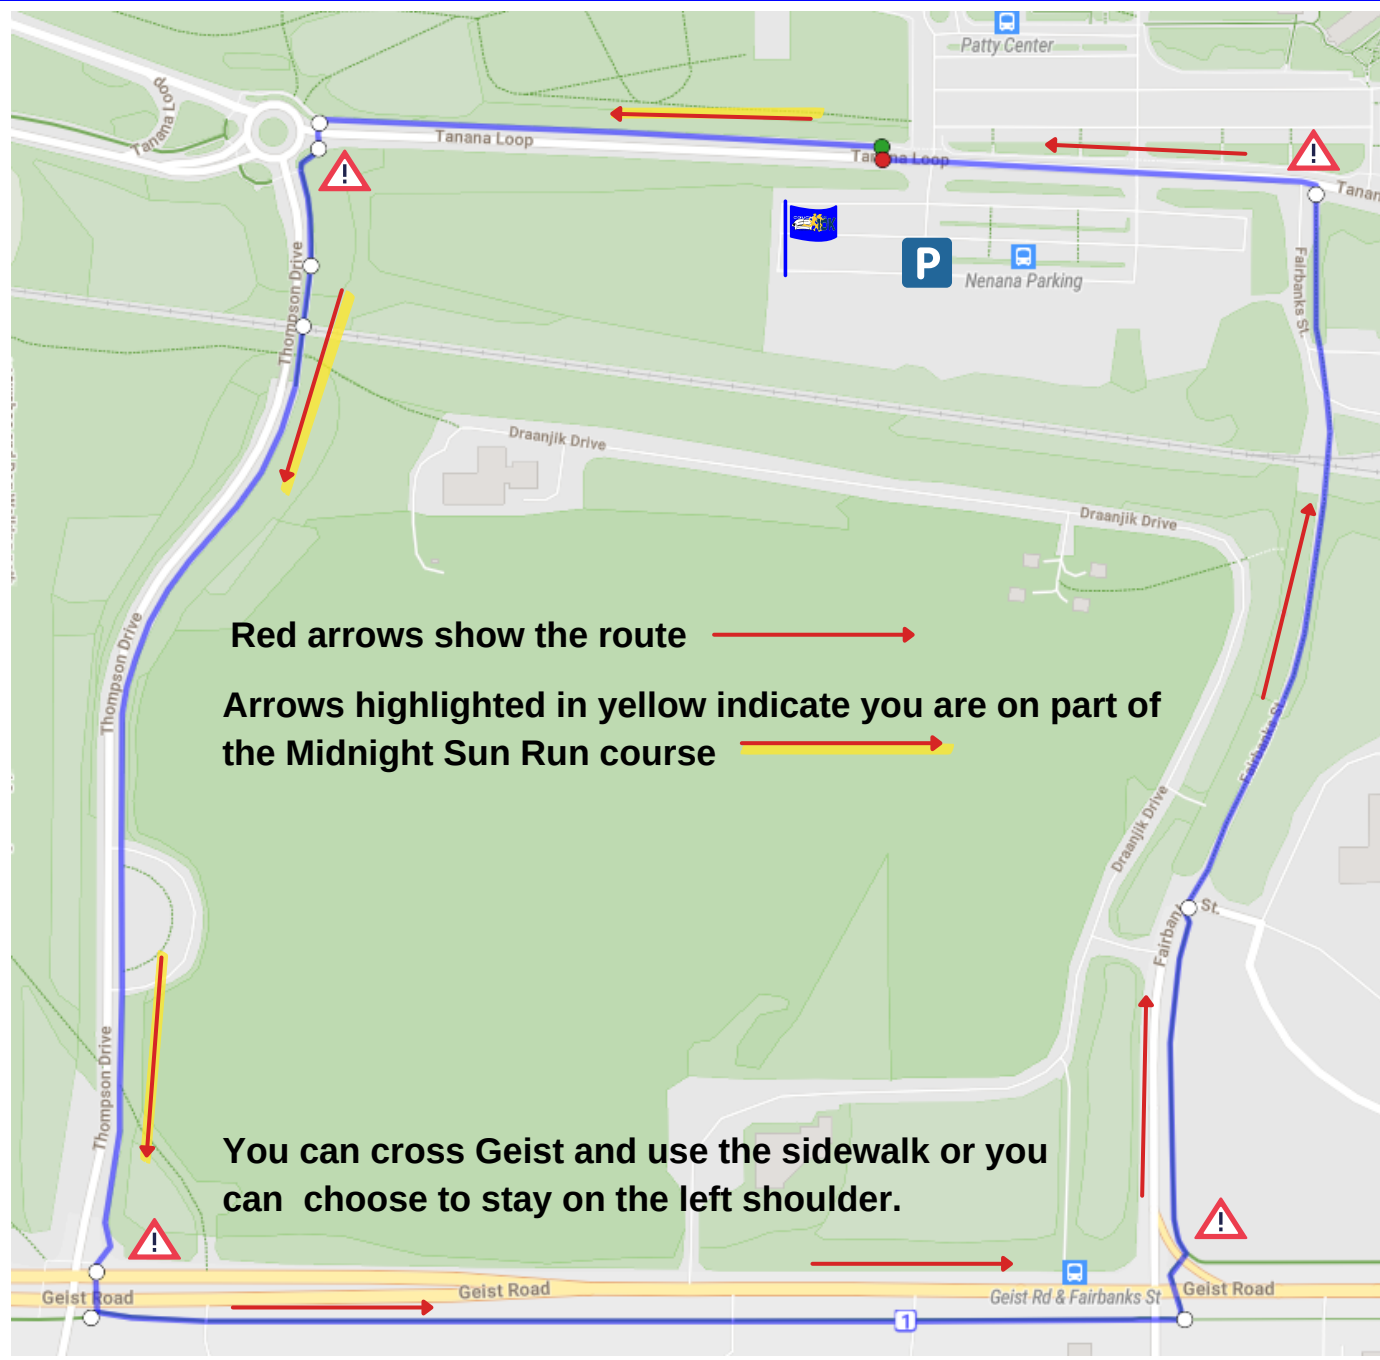 Patty Center
Tanana Loop
Tanana Loop
Tanana Loop
Tanan
P
Nenana Parking
Fairbanks St.
Thompson Drive
Draanjik Drive
Draanjik Drive
Red arrows show the route
Thompson Drive
Arrows highlighted in yellow indicate you are on part of
the Midnight Sun Run course
Fairbanks St.
Draanjik Drive
Fairbank St.
Thompson Drive
You can cross Geist and use the sidewalk or you
can choose to stay on the left shoulder.
Geist Road
Geist Road
Geist Rd & Fairbanks St
Geist Road
1